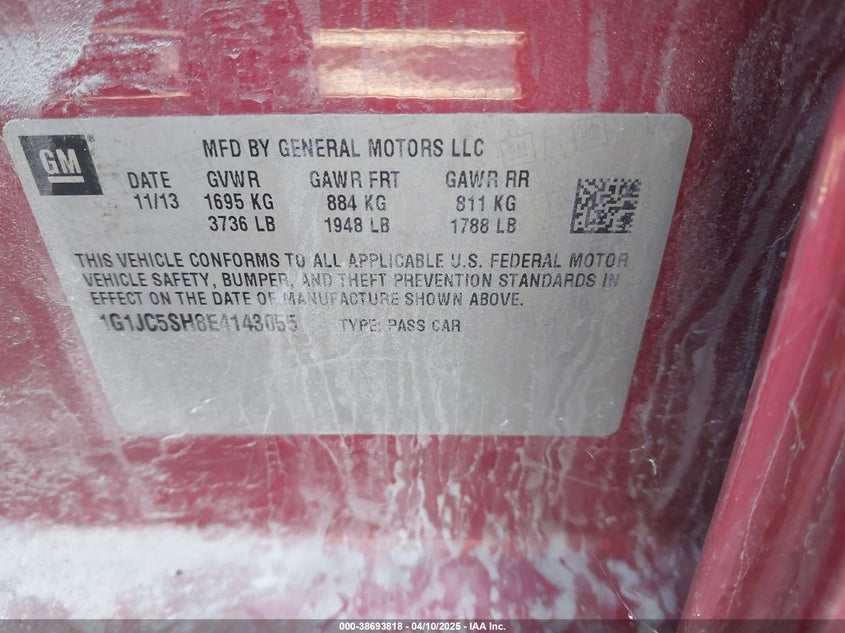 GM
MFD BY GENERAL MOTORS LLC
DATE GVWR GAWR FRT GAWR RR
11/13 1695 KG 884 KG 811 KG
3736 LB 1948 LB 1788 LB
THIS VEHICLE CONFORMS TO ALL APPLICABLE U.S. FEDERAL MOTOR
VEHICLE SAFETY, BUMPER, AND THEFT PREVENTION STANDARDS IN
EFFECT ON THE DATE OF MANUFACTURE SHOWN ABOVE.
1G1JC5SH8E4143055 TYPE: PASS CAR
000-38693818 - 04/10/2025 - IAA Inc.